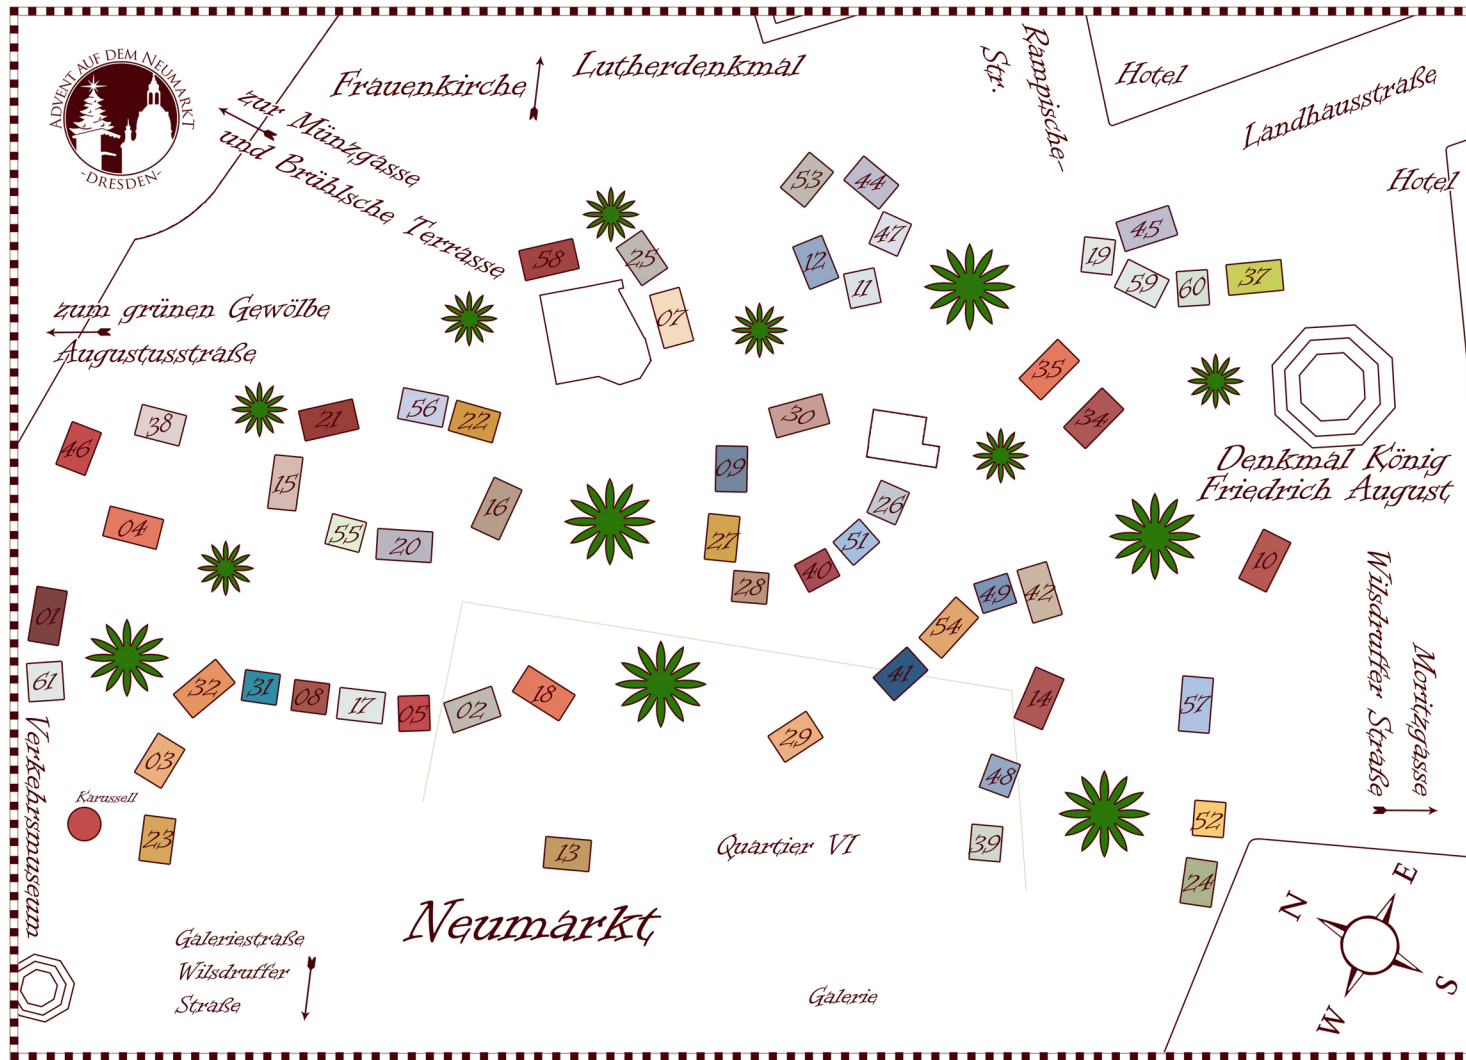 ADVENT AUF DEM NEUMARKT
-DRESDEN-
Frauenkirche
Lutherdenkmal
Rampische-
Str.
Hotel
Landhausstraße
Hotel
zur Münzgasse
und Brühlsche Terrasse
zum grünen Gewölbe
Augustusstraße
53
44
47
12
11
45
19
59
60
37
58
25
07
35
34
Denkmal König
Friedrich August
38
46
21
56
22
15
04
55
20
16
30
09
27
28
26
51
40
10
49
42
54
41
14
57
01
61
32
31
08
17
05
02
18
29
03
23
Karussell
13
48
39
52
24
Verkehrsmuseum
Wilsdruffer Straße
Moritzgasse
Quartier VI
Neumarkt
Galeriestraße
Wilsdruffer
Straße
Galerie
N
E
S
W